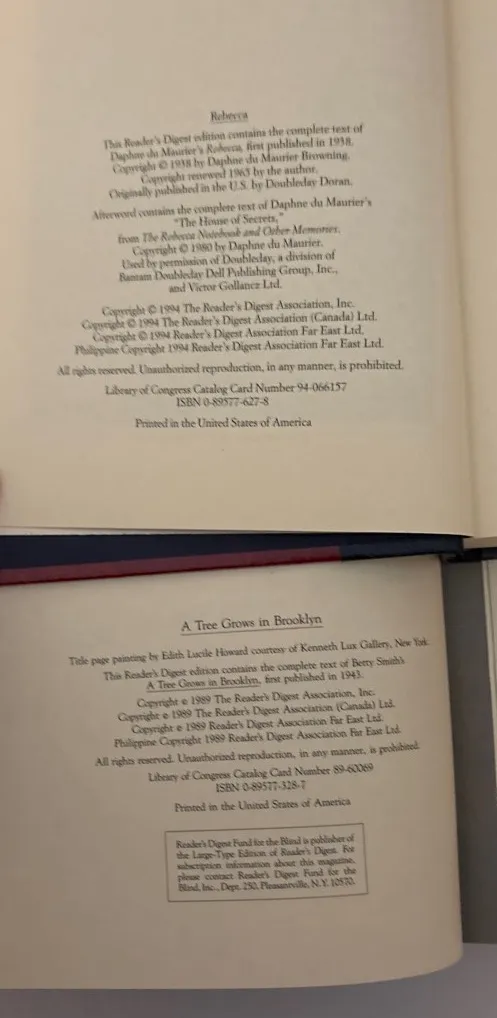 Rebecca
This Reader's Digest edition contains the complete text of
Daphne du Maurier's Rebecca, first published in 1938.
Copyright © 1938 by Daphne du Maurier Browning.
Copyright renewed 1965 by the author.
Originally published in the U.S. by Doubleday Doran.
Afterword contains the complete text of Daphne du Maurier's
"The House of Secrets,"
from The Rebecca Notebook and Other Memories.
Copyright © 1980 by Daphne du Maurier.
Used by permission of Doubleday, a division of
Bantam Doubleday Dell Publishing Group, Inc.,
and Victor Gollancz Ltd.
Copyright © 1994 The Reader's Digest Association, Inc.
Copyright © 1994 The Reader's Digest Association (Canada) Ltd.
Copyright © 1994 Reader's Digest Association Far East Ltd.
Philippine Copyright 1994 Reader's Digest Association Far East Ltd.
All rights reserved. Unauthorized reproduction, in any manner, is prohibited.
Library of Congress Catalog Card Number 94-066157
ISBN 0-89577-627-8
Printed in the United States of America
A Tree Grows in Brooklyn
Title page painting by Edith Lucile Howard courtesy of Kenneth Lux Gallery, New York.
This Reader's Digest edition contains the complete text of Betty Smith's
A Tree Grows in Brooklyn, first published in 1943.
Copyright © 1989 The Reader's Digest Association, Inc.
Copyright © 1989 The Reader's Digest Association (Canada) Ltd.
Copyright © 1989 Reader's Digest Association Far East Ltd.
Philippine Copyright 1989 Reader's Digest Association Far East Ltd.
All rights reserved. Unauthorized reproduction, in any manner, is prohibited.
Library of Congress Catalog Card Number 89-60069
ISBN 0-89577-328-7
Printed in the United States of America
Reader's Digest Fund for the Blind is publisher of
the Large-Type Edition of Reader's Digest. For
subscription information about this magazine,
please contact Reader's Digest Fund for the
Blind, Inc., Dept. 250, Pleasantville, N.Y. 10570.